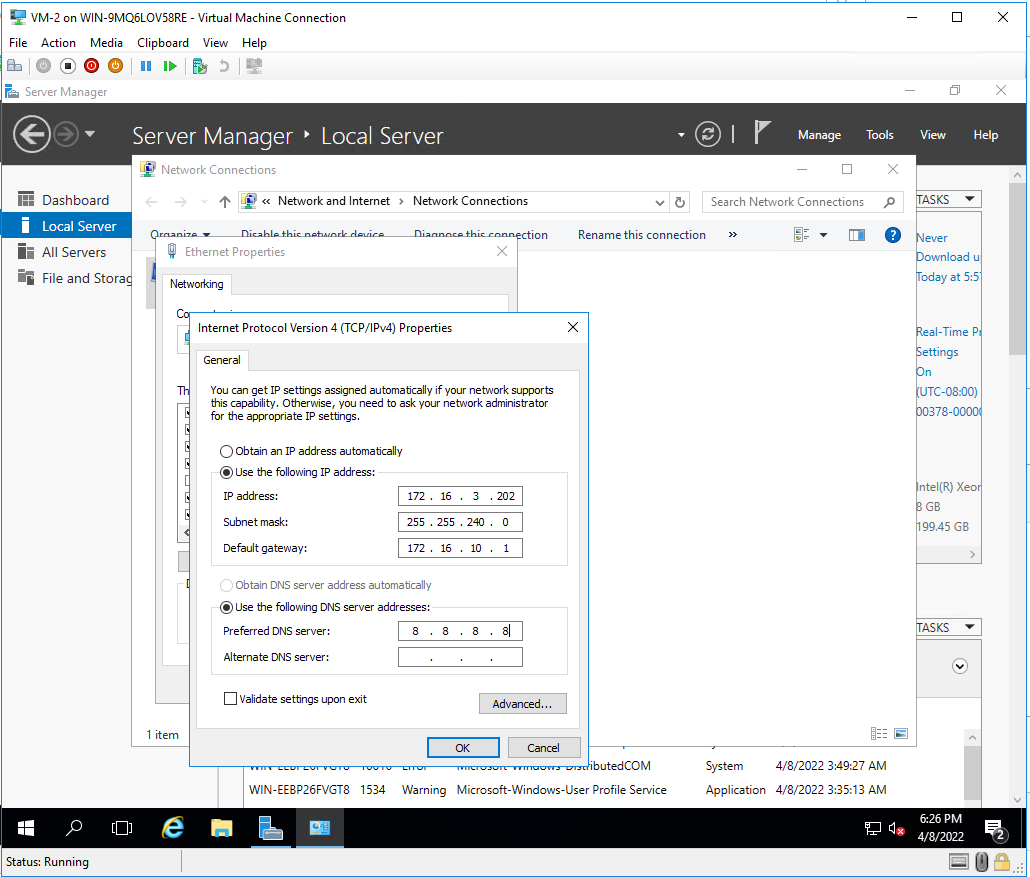 VM-2 on WIN-9MQ6LOV58RE - Virtual Machine Connection
File Action Media Clipboard View Help
Server Manager
Server Manager ‣ Local Server
Manage Tools View Help
Dashboard
Local Server
All Servers
File and Storag
Network Connections
« Network and Internet › Network Connections
Search Network Connections
Organize Disable this network device Diagnose this connection Rename this connection »
TASKS
Never
Download u
Today at 5:5
Real-Time Pr
Settings
On
(UTC-08:00)
00378-0000
Intel(R) Xeor
8 GB
199.45 GB
TASKS
Ethernet Properties
Networking
Internet Protocol Version 4 (TCP/IPv4) Properties
General
You can get IP settings assigned automatically if your network supports
this capability. Otherwise, you need to ask your network administrator
for the appropriate IP settings.
Obtain an IP address automatically
Use the following IP address:
IP address: 172 . 16 . 3 . 202
Subnet mask: 255 . 255 . 240 . 0
Default gateway: 172 . 16 . 10 . 1
Obtain DNS server address automatically
Use the following DNS server addresses:
Preferred DNS server: 8 . 8 . 8 . 8
Alternate DNS server: . . .
Validate settings upon exit
Advanced...
OK Cancel
1 item
Microsoft-Windows-DistributedCOM System 4/8/2022 3:49:27 AM
WIN-EEBP26FVGT8 1534 Warning Microsoft-Windows-User Profile Service Application 4/8/2022 3:35:13 AM
6:26 PM
4/8/2022
2
Status: Running